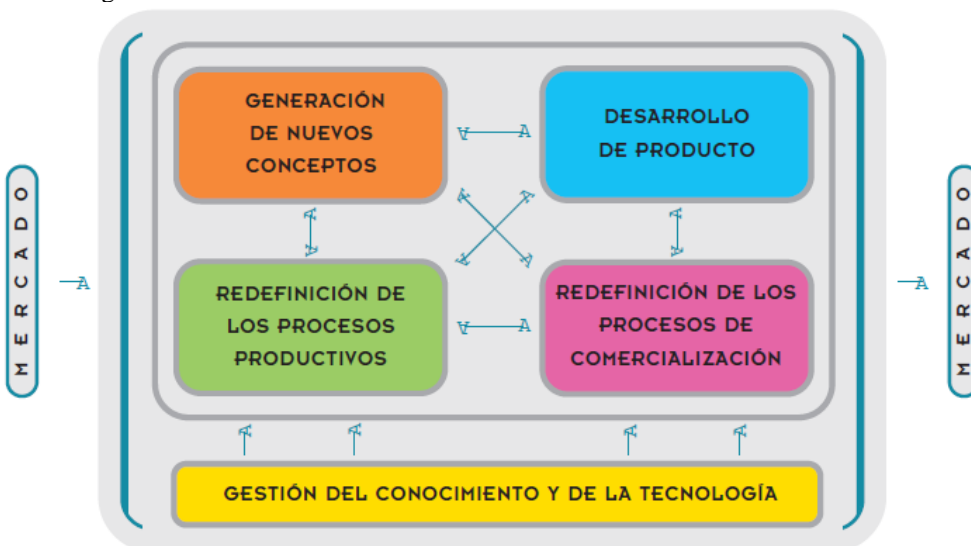 GENERACIÓN
DE NUEVOS
CONCEPTOS
DESARROLLO
DE PRODUCTO
MERCADO
A
A
A
A
A
A
A
A
A
A
A
A
A
A
REDEFINICIÓN DE
LOS PROCESOS
PRODUCTIVOS
REDEFINICIÓN DE LOS
PROCESOS DE
COMERCIALIZACIÓN
MERCADO
A
A
A
A
GESTIÓN DEL CONOCIMIENTO Y DE LA TECNOLOGÍA